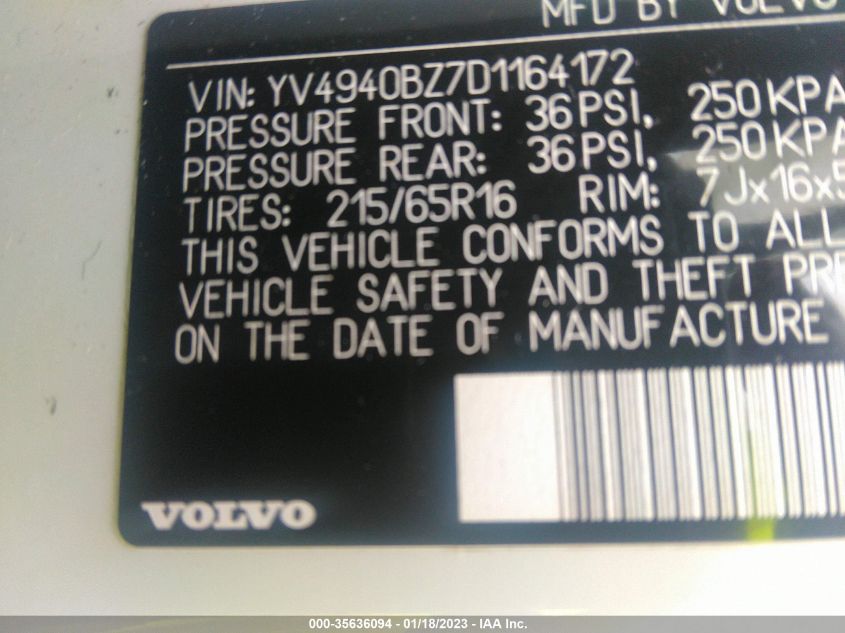 MFD BY VOLVO
VIN: YV4940BZ7D1164172
PRESSURE FRONT: 36PSI, 250KPA
PRESSURE REAR: 36PSI, 250KPA
TIRES: 215/65R16 RIM: 7Jx16x5
THIS VEHICLE CONFORMS TO ALL
VEHICLE SAFETY AND THEFT PRE
ON THE DATE OF MANUFACTURE
VOLVO
000-35636094 - 01/18/2023 - IAA Inc.